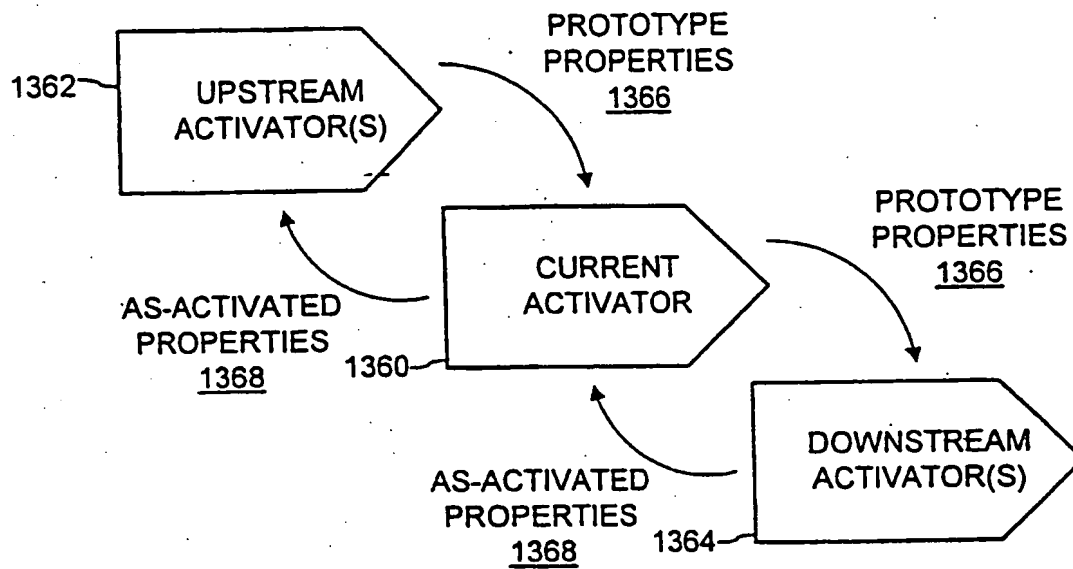 PROTOTYPE
PROPERTIES
1366
1362
UPSTREAM
ACTIVATOR(S)
PROTOTYPE
PROPERTIES
1366
CURRENT
ACTIVATOR
AS-ACTIVATED
PROPERTIES
1368
1360
DOWNSTREAM
ACTIVATOR(S)
AS-ACTIVATED
PROPERTIES
1368
1364